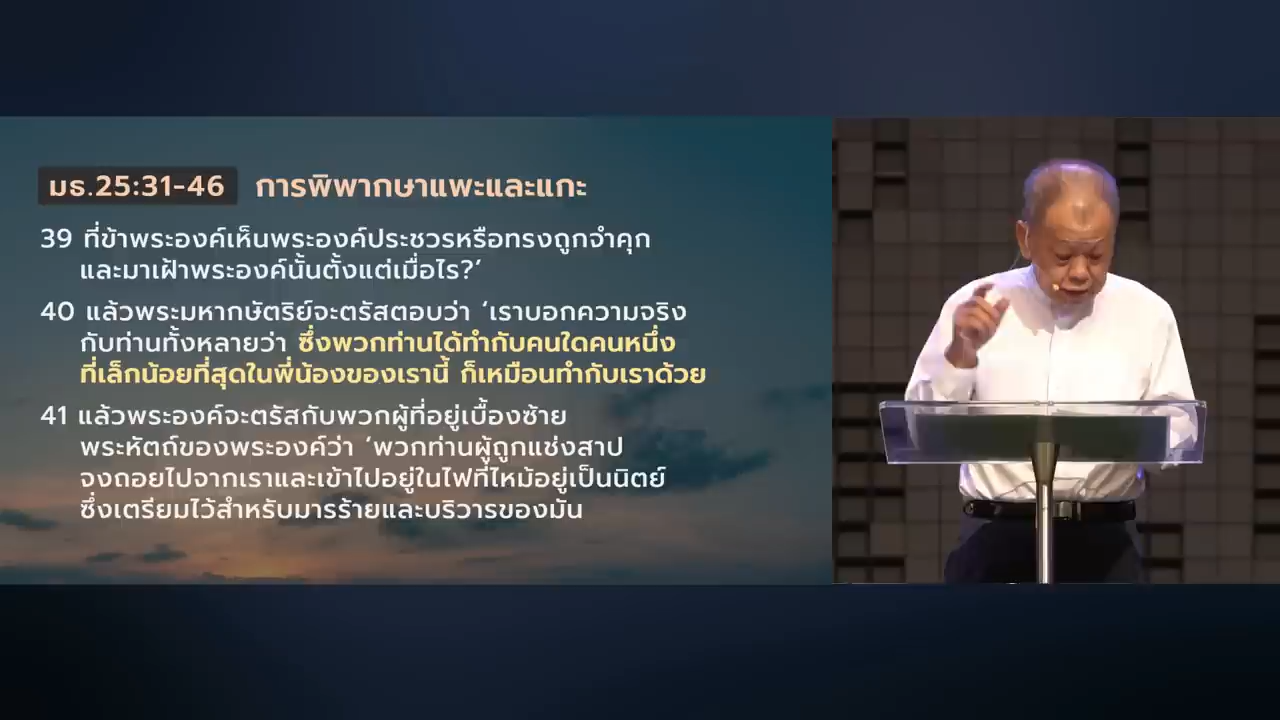 มธ.25:31-46 การพิพากษาแพะและแกะ
39 ที่ข้าพระองค์เห็นพระองค์ประชวรหรือทรงถูกจำคุก
และมาเฝ้าพระองค์นั้นตั้งแต่เมื่อไร?’
40 แล้วพระมหากษัตริย์จะตรัสตอบว่า ‘เราบอกความจริง
กับท่านทั้งหลายว่า ซึ่งพวกท่านได้ทำกับคนใดคนหนึ่ง
ที่เล็กน้อยที่สุดในพี่น้องของเรานี้ ก็เหมือนทำกับเราด้วย
41 แล้วพระองค์จะตรัสกับพวกผู้ที่อยู่เบื้องซ้าย
พระหัตถ์ของพระองค์ว่า ‘พวกท่านผู้ถูกแช่งสาป
จงถอยไปจากเราและเข้าไปอยู่ในไฟที่ไหม้อยู่เป็นนิตย์
ซึ่งเตรียมไว้สำหรับมารร้ายและบริวารของมัน